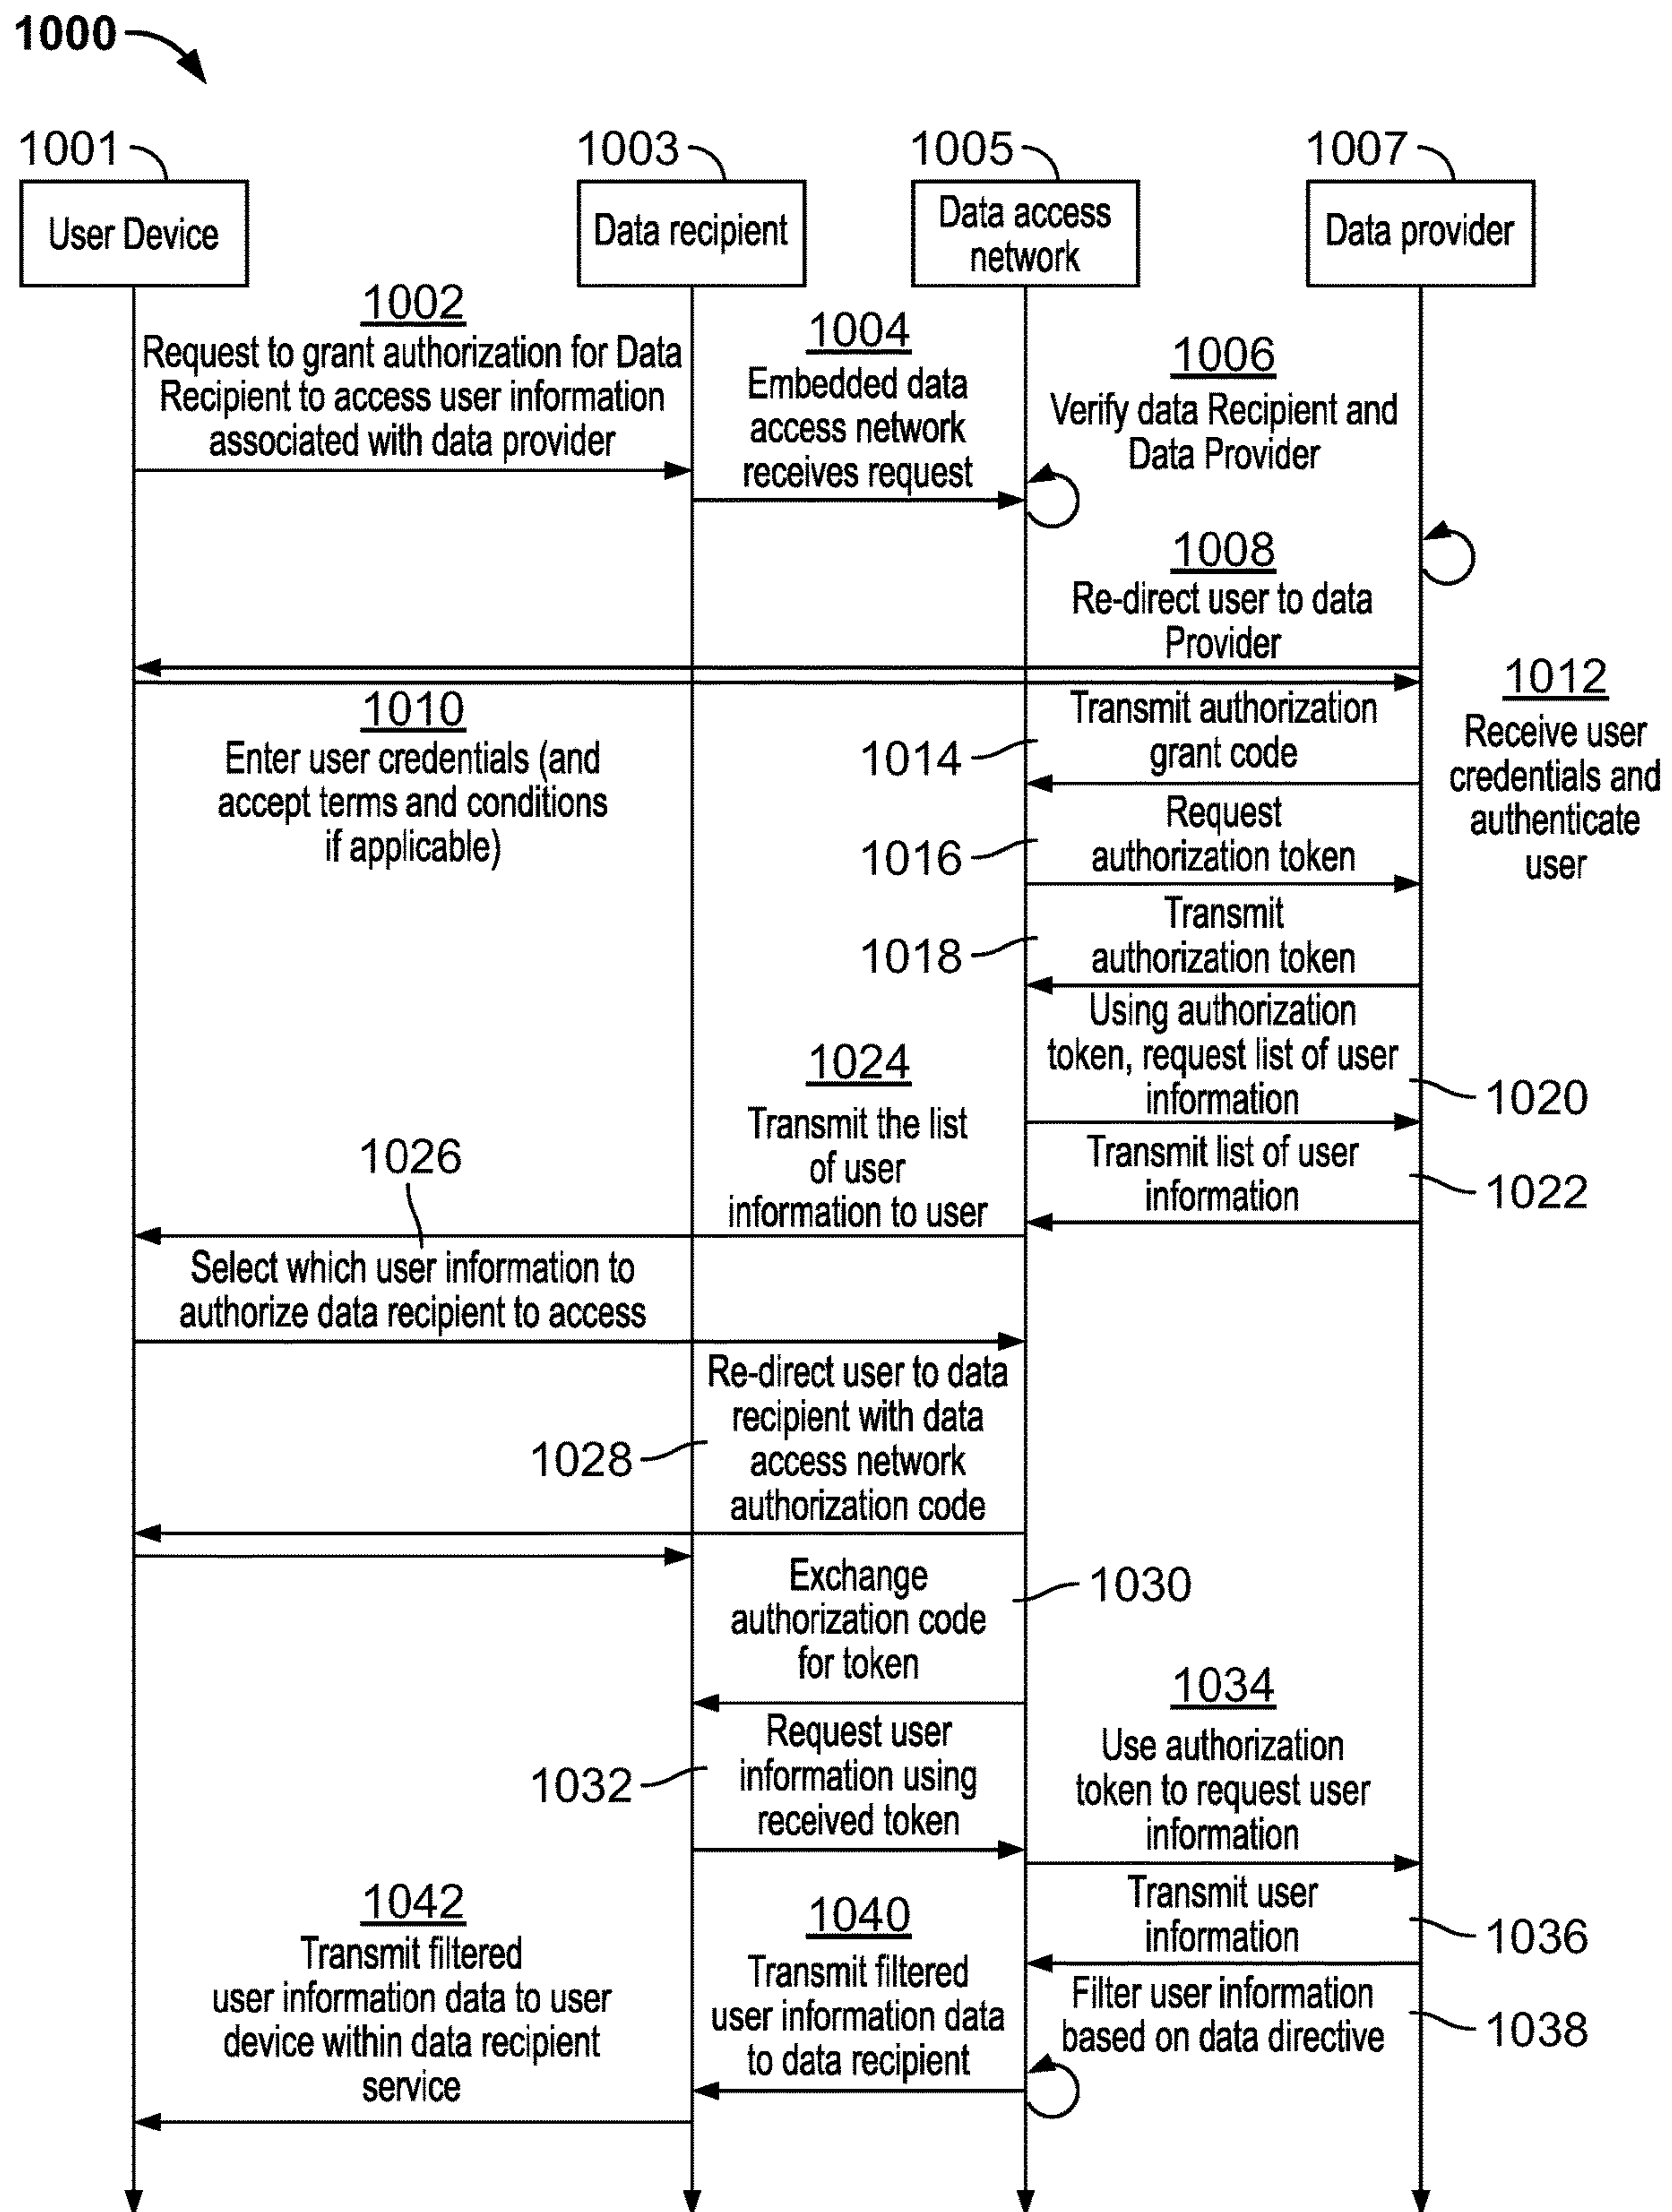 1000
1001
1003
1005
1007
User Device
Data recipient
Data access
network
Data provider
1002
Request to grant authorization for Data
Recipient to access user information
associated with data provider
1004
Embedded data
access network
receives request
1006
Verify data Recipient and
Data Provider
1008
Re-direct user to data
Provider
1010
Enter user credentials (and
accept terms and conditions
if applicable)
1012
Receive user
credentials and
authenticate
user
Transmit authorization
grant code
1014
Request
authorization token
1016
Transmit
authorization token
1018
Using authorization
token, request list of user
information
1020
Transmit list of user
information
1022
1024
Transmit the list
of user
information to user
1026
Select which user information to
authorize data recipient to access
Re-direct user to data
recipient with data
access network
authorization code
1028
Exchange
authorization code
for token
1030
Request user
information using
received token
1032
1034
Use authorization
token to request user
information
Transmit user
information
1036
Filter user information
based on data directive
1038
1040
Transmit filtered
user information data
to data recipient
1042
Transmit filtered
user information data to user
device within data recipient
service